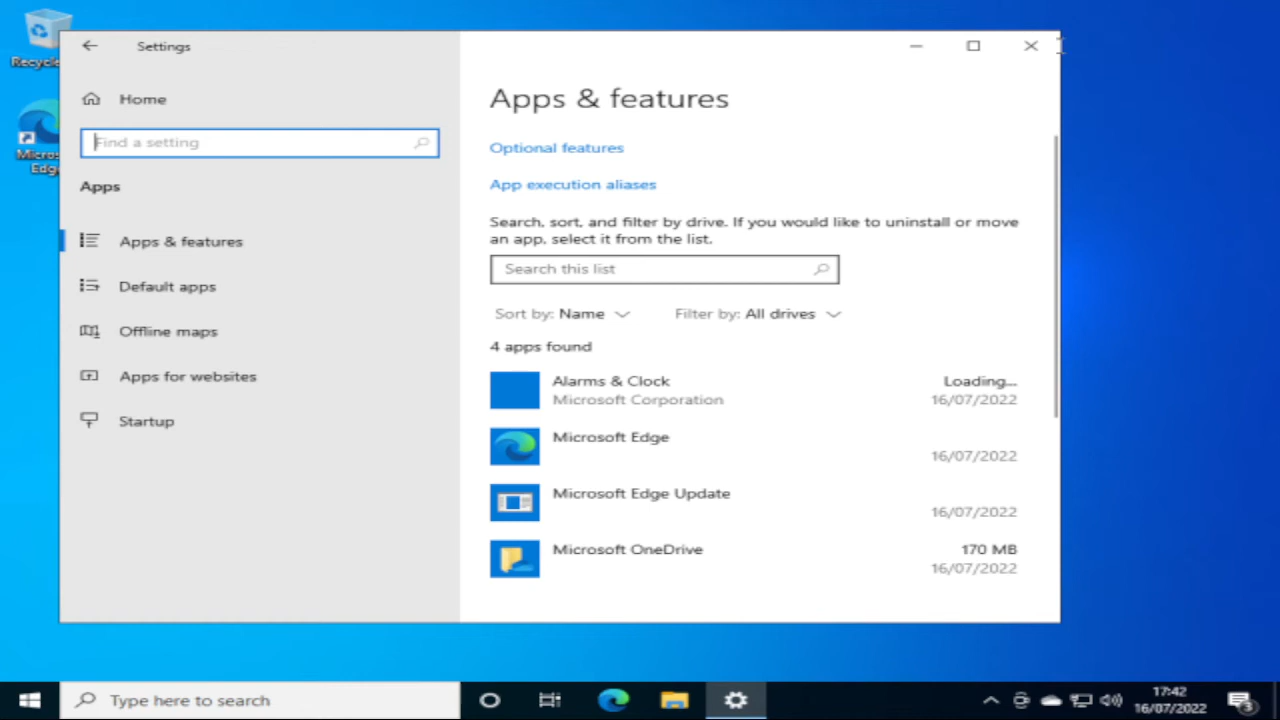 Settings
Home
Find a setting
Apps
Apps & features
Default apps
Offline maps
Apps for websites
Startup
Apps & features
Optional features
App execution aliases
Search, sort, and filter by drive. If you would like to uninstall or move
an app, select it from the list.
Search this list
Sort by: Name
Filter by: All drives
4 apps found
Alarms & Clock
Loading...
Microsoft Corporation
16/07/2022
Microsoft Edge
16/07/2022
Microsoft Edge Update
16/07/2022
Microsoft OneDrive
170 MB
16/07/2022
Recycle
Micros
Edg
Type here to search
17:42
16/07/2022
3